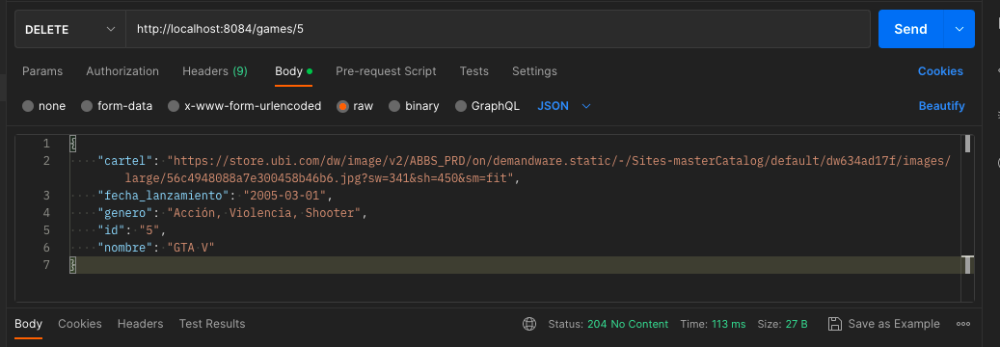 DELETE http://localhost:8084/games/5 Send
Params Authorization Headers (9) Body Pre-request Script Tests Settings Cookies
none form-data x-www-form-urlencoded raw binary GraphQL JSON Beautify
1 {
2 "cartel": "https://store.ubi.com/dw/image/v2/ABBS_PRD/on/demandware.static/-/Sites-masterCatalog/default/dw634ad17f/images/
large/56c4948088a7e300458b46b6.jpg?sw=341&sh=450&sm=fit",
3 "fecha_lanzamiento": "2005-03-01",
4 "genero": "Acción, Violencia, Shooter",
5 "id": "5",
6 "nombre": "GTA V"
7 }
Body Cookies Headers Test Results Status: 204 No Content Time: 113 ms Size: 27 B Save as Example